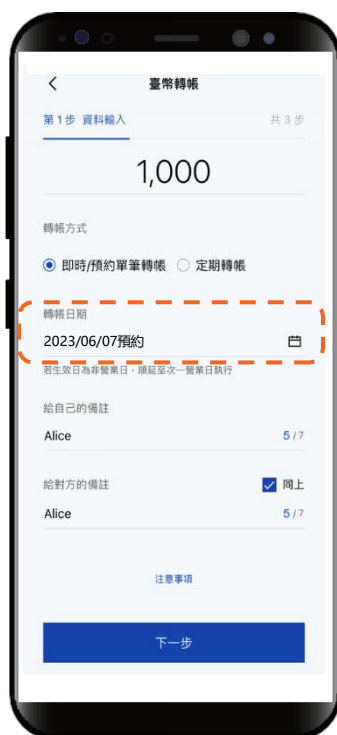 臺幣轉帳
第1步 資料輸入 共3步
1,000
轉帳方式
即時/預約單筆轉帳 定期轉帳
轉帳日期
2023/06/07預約
若生效日為非營業日，順延至次一營業日執行
給自己的備註
Alice 5/7
給對方的備註 同上
Alice 5/7
注意事項
下一步